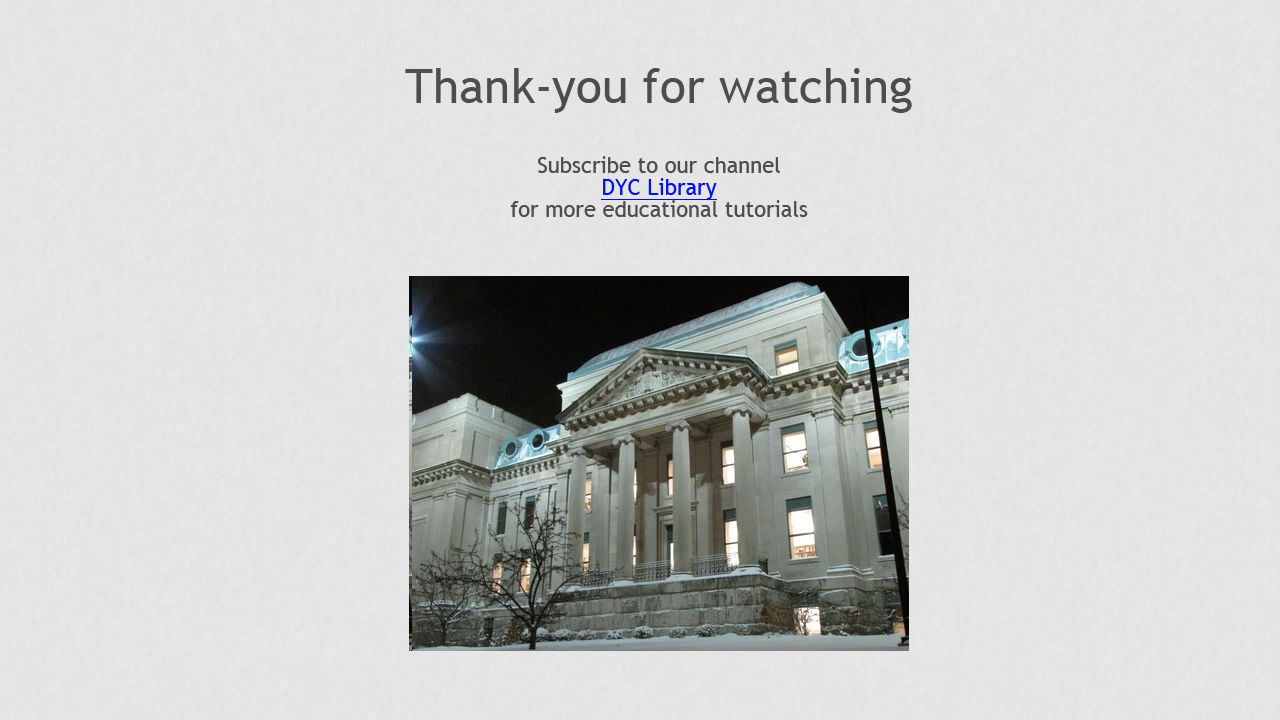 Thank-you for watching
Subscribe to our channel
DYC Library
for more educational tutorials